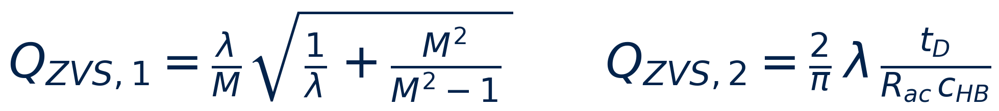 $Q_{ZVS,1} = \frac{\lambda}{M} \sqrt{\frac{1}{\lambda} + \frac{M^2}{M^2 - 1}}$ $Q_{ZVS,2} = \frac{2}{\pi} \lambda \frac{t_D}{R_{ac} \, c_{HB}}$